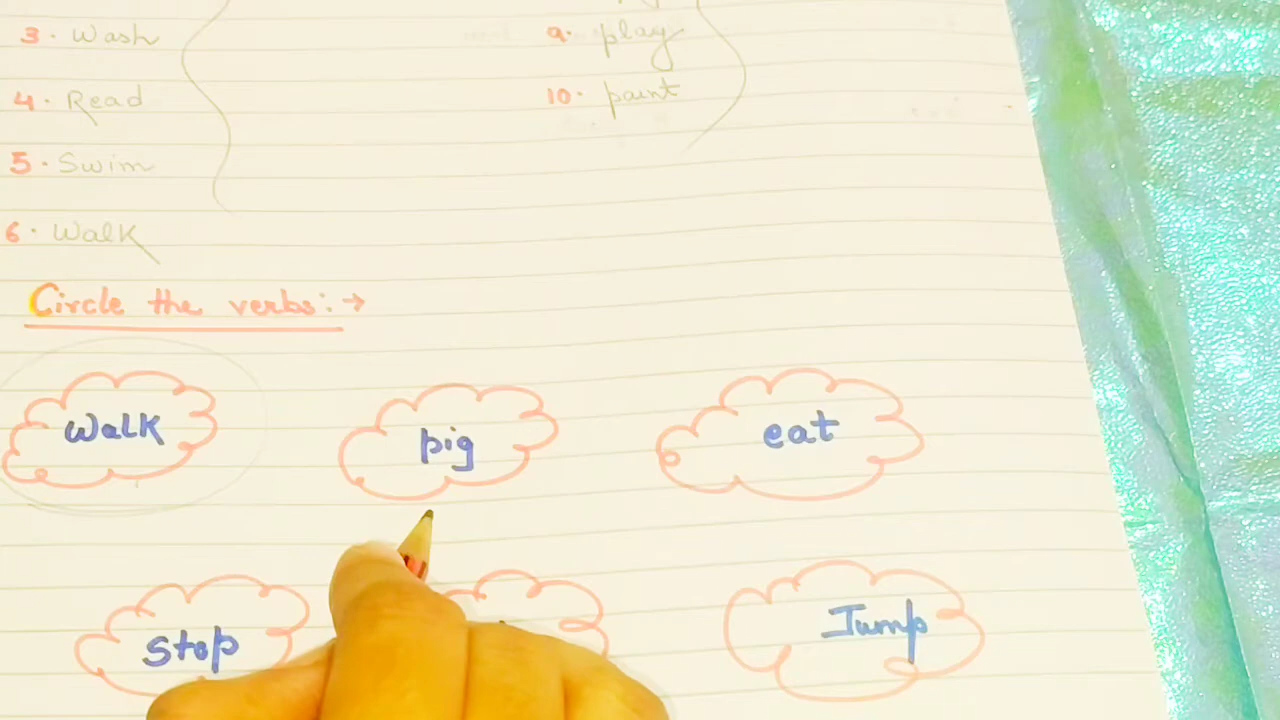 3. Wash
4. Read
5. Swim
6. Walk
9. play
10. paint
Circle the verbs:→
Walk
pig
eat
Stop
Jump